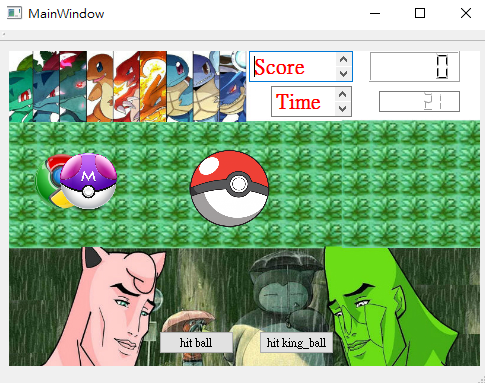 MainWindow
Score
0
Time
21
M
hit ball
hit king_ball